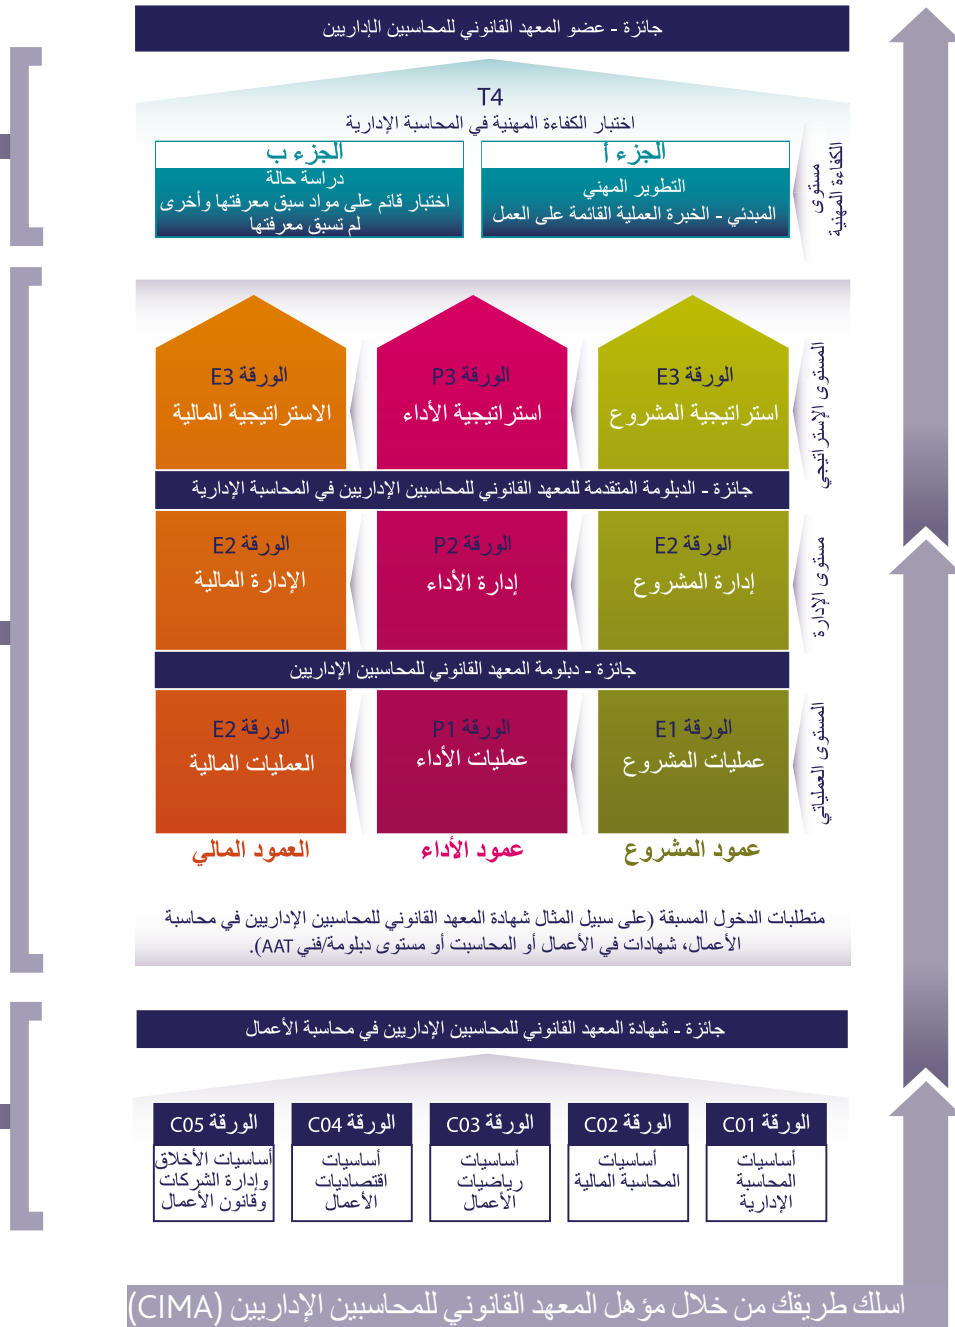 جائزة - عضو المعهد القانوني للمحاسبين الإداريين
T4
اختبار الكفاءة المهنية في المحاسبة الإدارية
الجزء أ
التطوير المهني
المبدئي - الخبرة العملية القائمة على العمل
الجزء ب
دراسة حالة
اختبار قائم على مواد سبق معرفتها وأخرى
لم تسبق معرفتها
مستوى
الكفاءة المهنية
الورقة E3
استراتيجية المشروع
الورقة P3
استراتيجية الأداء
الورقة E3
الاستراتيجية المالية
المستوى الإستراتيجي
جائزة - الدبلومة المتقدمة للمعهد القانوني للمحاسبين الإداريين في المحاسبة الإدارية
الورقة E2
إدارة المشروع
الورقة P2
إدارة الأداء
الورقة E2
الإدارة المالية
مستوى الإدارة
جائزة - دبلومة المعهد القانوني للمحاسبين الإداريين
الورقة E1
عمليات المشروع
الورقة P1
عمليات الأداء
الورقة E2
العمليات المالية
المستوى العملياتي
عمود المشروع
عمود الأداء
العمود المالي
متطلبات الدخول المسبقة (على سبيل المثال شهادة المعهد القانوني للمحاسبين الإداريين في محاسبة
الأعمال، شهادات في الأعمال أو المحاسبت أو مستوى دبلومة/فني AAT).
جائزة - شهادة المعهد القانوني للمحاسبين الإداريين في محاسبة الأعمال
الورقة C01
أساسيات
المحاسبة
الإدارية
الورقة C02
أساسيات
المحاسبة المالية
الورقة C03
أساسيات
رياضيات
الأعمال
الورقة C04
أساسيات
اقتصاديات
الأعمال
الورقة C05
أساسيات الأخلاق
وإدارة الشركات
وقانون الأعمال
اسلك طريقك من خلال مؤهل المعهد القانوني للمحاسبين الإداريين (CIMA)